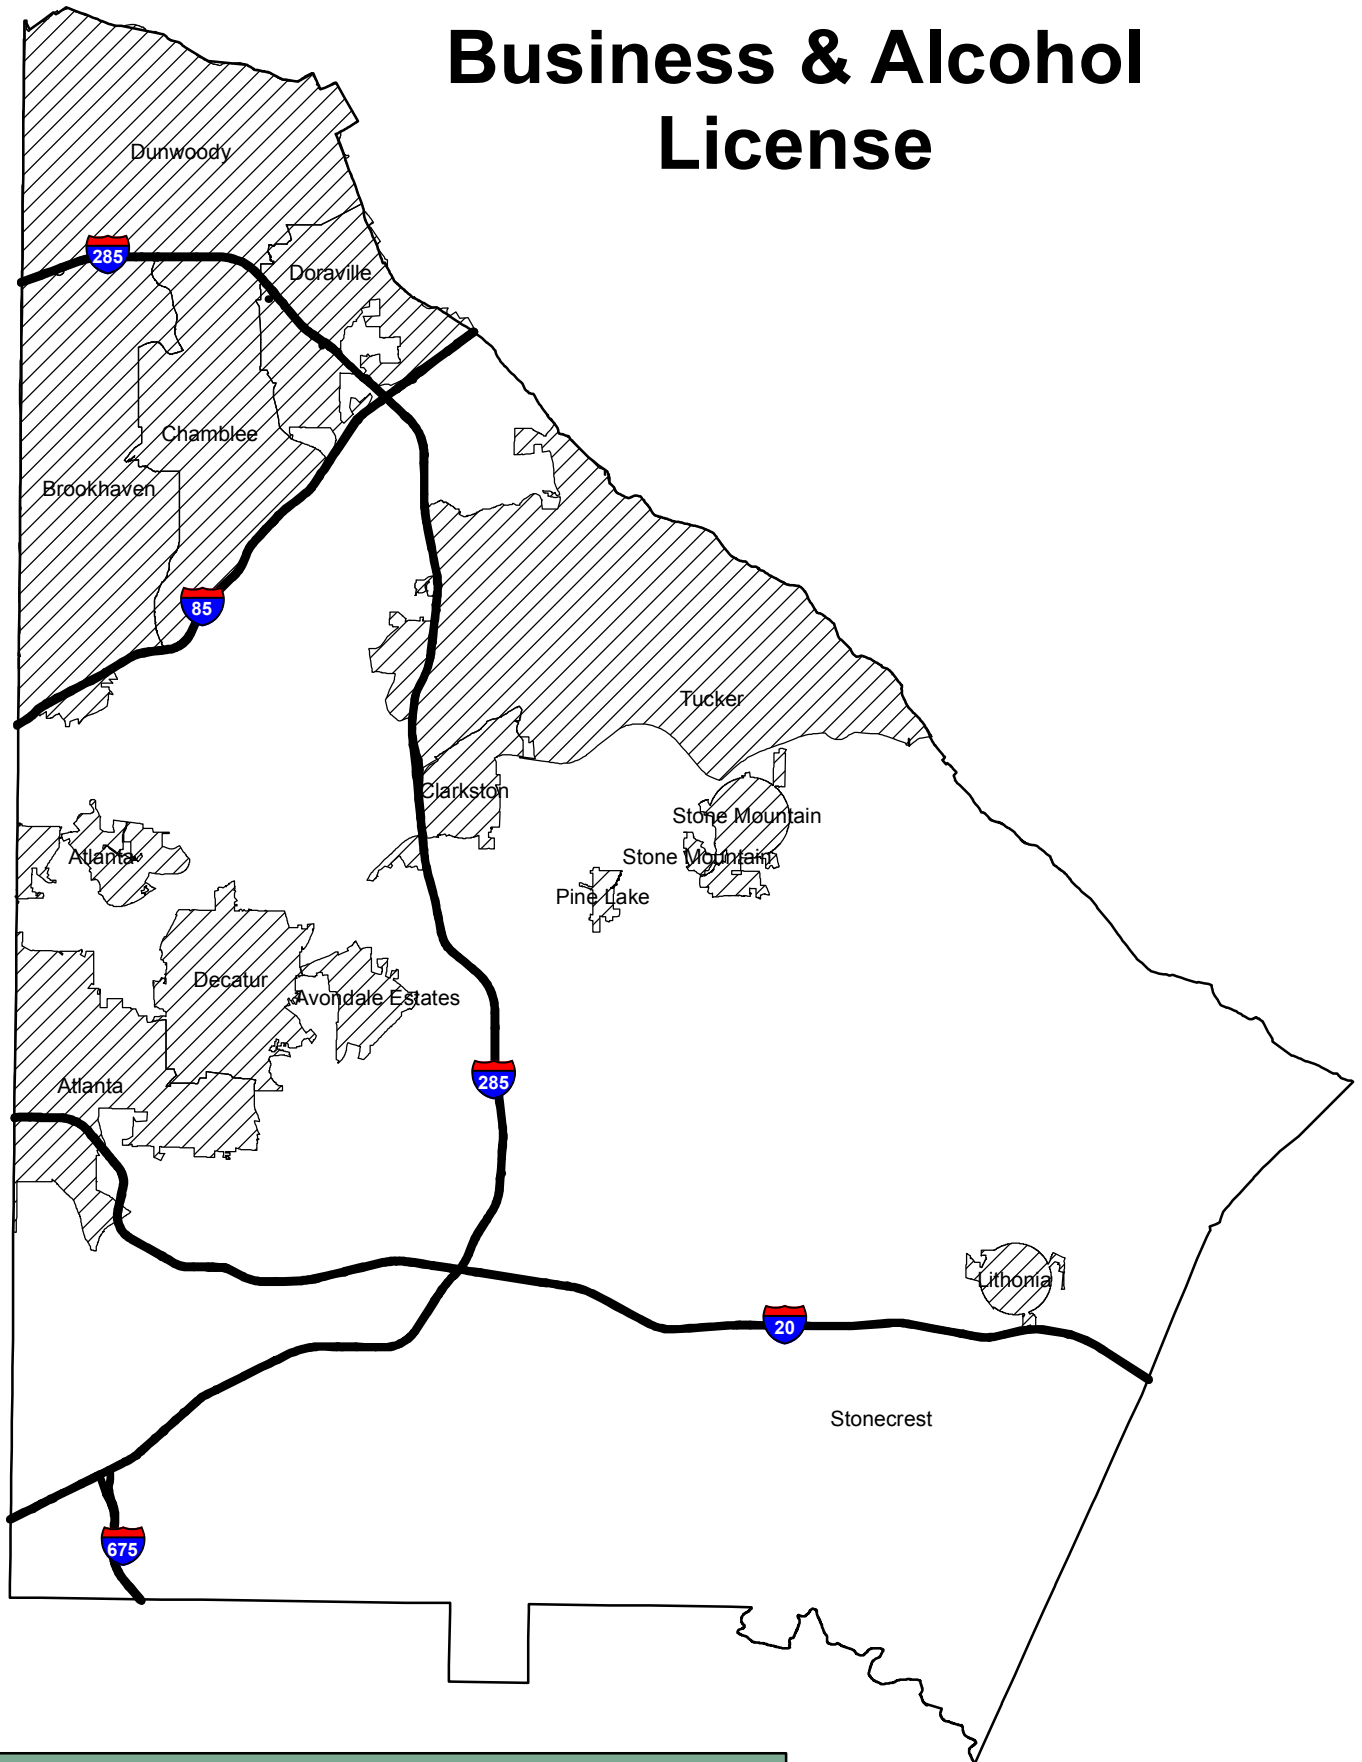 Business & Alcohol
License
Dunwoody
285
Doraville
Chamblee
Brookhaven
85
Tucker
Clarkston
Stone Mountain
Atlanta
Stone Mountain
Pine Lake
Decatur
Avondale Estates
285
Atlanta
Lithonia
20
Stonecrest
675